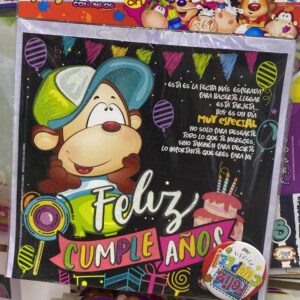 ESTA ES LA FECHA MÁS ESPERADA
PARA HACERTE LLEGAR
ESTA TARJETA...
HOY ES UN DÍA
MUY ESPECIAL
NO SOLO PARA DESEARTE
TODO LO QUE TE MERECES,
SINO TAMBIÉN PARA DECIRTE
LO IMPORTANTE QUE ERES PARA MÍ
Feliz
CUMPLE AÑOS